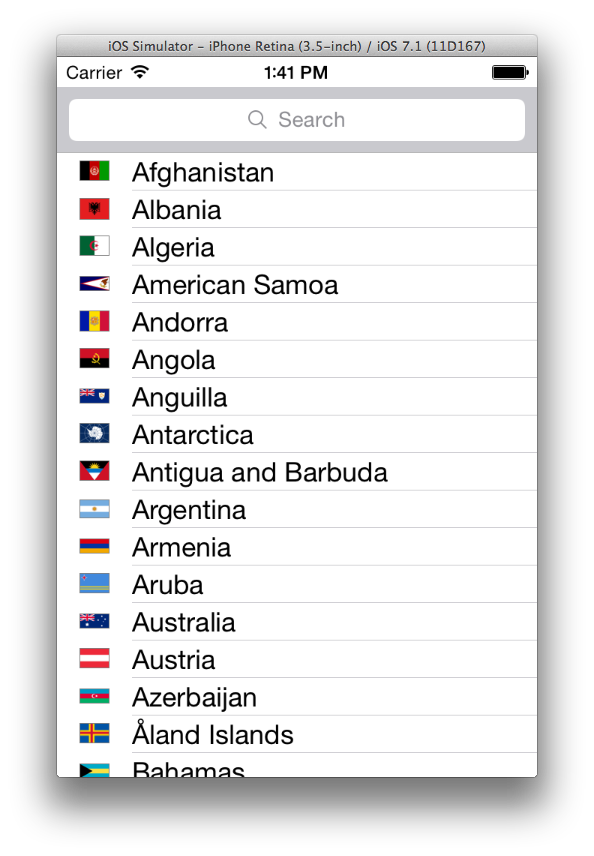 iOS Simulator – iPhone Retina (3.5-inch) / iOS 7.1 (11D167)
Carrier 1:41 PM
Search
Afghanistan
Albania
Algeria
American Samoa
Andorra
Angola
Anguilla
Antarctica
Antigua and Barbuda
Argentina
Armenia
Aruba
Australia
Austria
Azerbaijan
Åland Islands
Bahamas